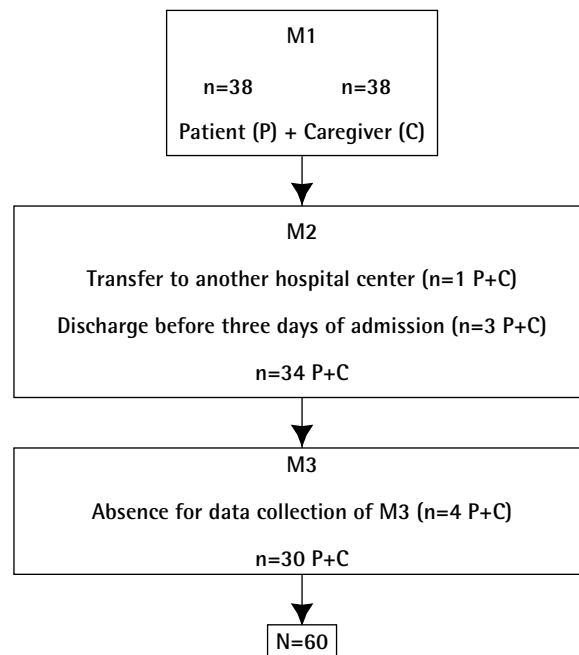 M1
n=38 n=38
Patient (P) + Caregiver (C)
M2
Transfer to another hospital center (n=1 P+C)
Discharge before three days of admission (n=3 P+C)
n=34 P+C
M3
Absence for data collection of M3 (n=4 P+C)
n=30 P+C
N=60